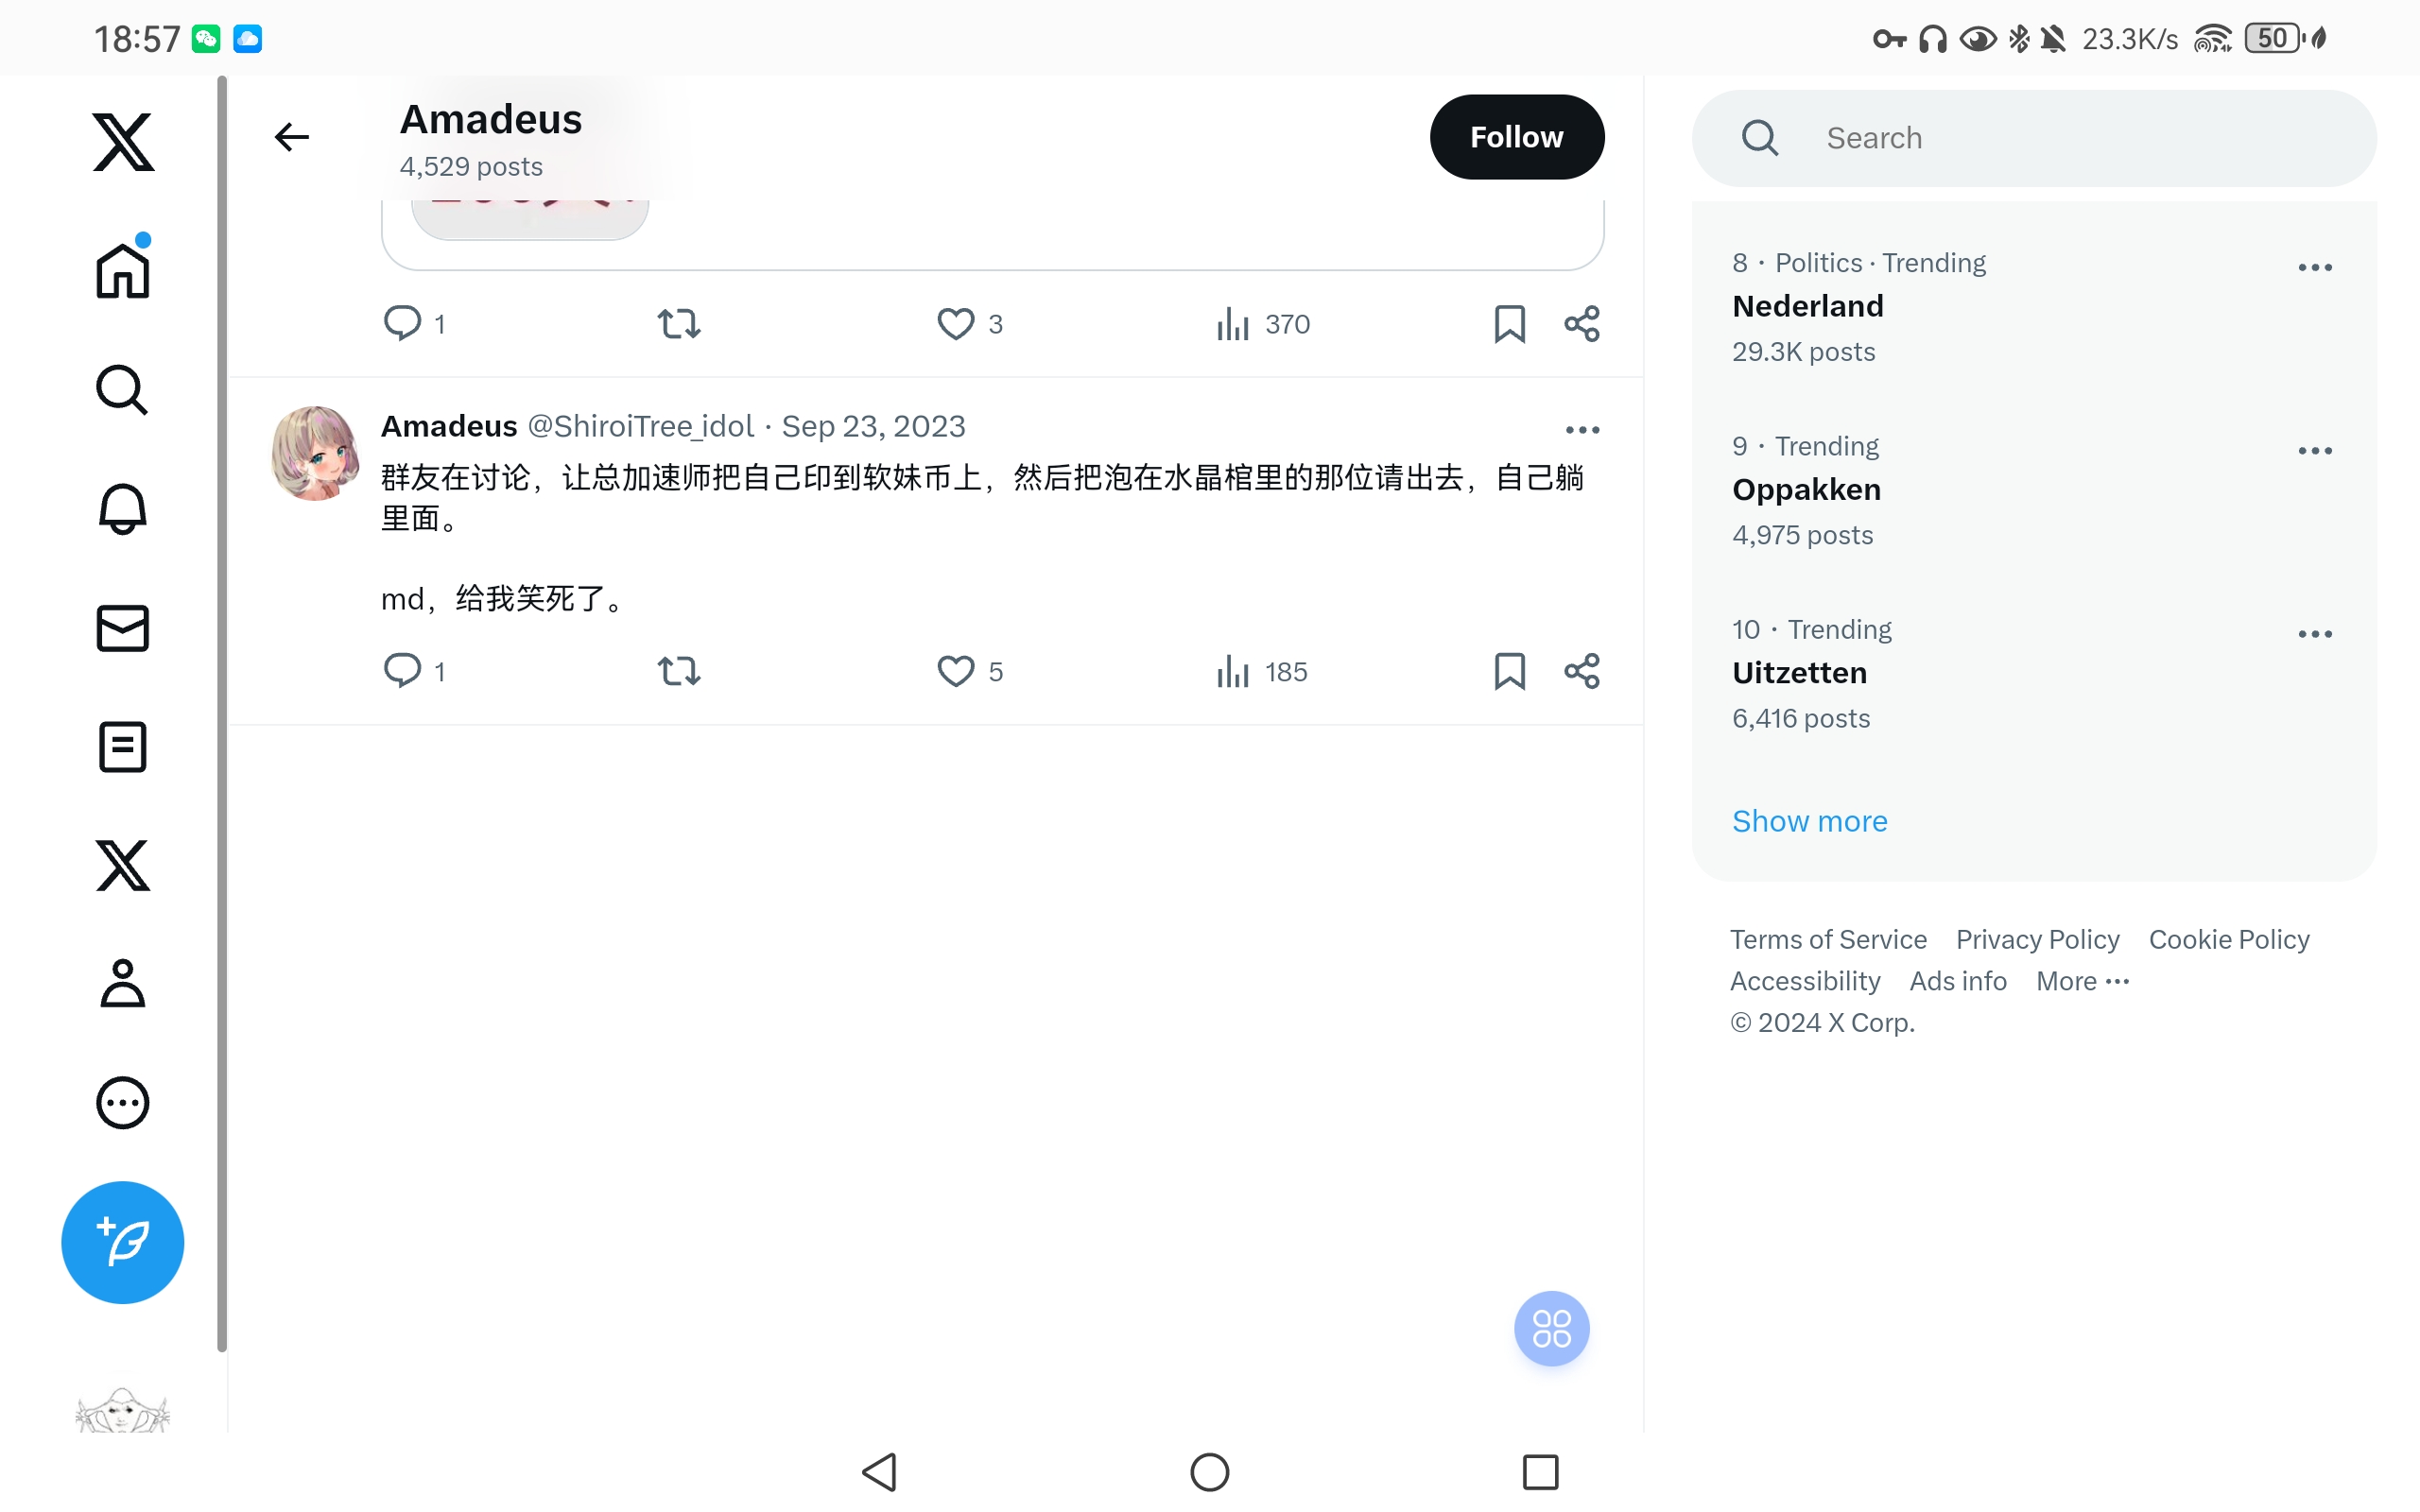 18:57
23.3K/s
50
Amadeus
4,529 posts
Follow
1
3
370
Amadeus @ShiroiTree_idol · Sep 23, 2023
群友在讨论，让总加速师把自己印到软妹币上，然后把泡在水晶棺里的那位请出去，自己躺
里面。
md，给我笑死了。
1
5
185
Search
8 · Politics · Trending
Nederland
29.3K posts
9 · Trending
Oppakken
4,975 posts
10 · Trending
Uitzetten
6,416 posts
Show more
Terms of Service Privacy Policy Cookie Policy
Accessibility Ads info More ···
© 2024 X Corp.